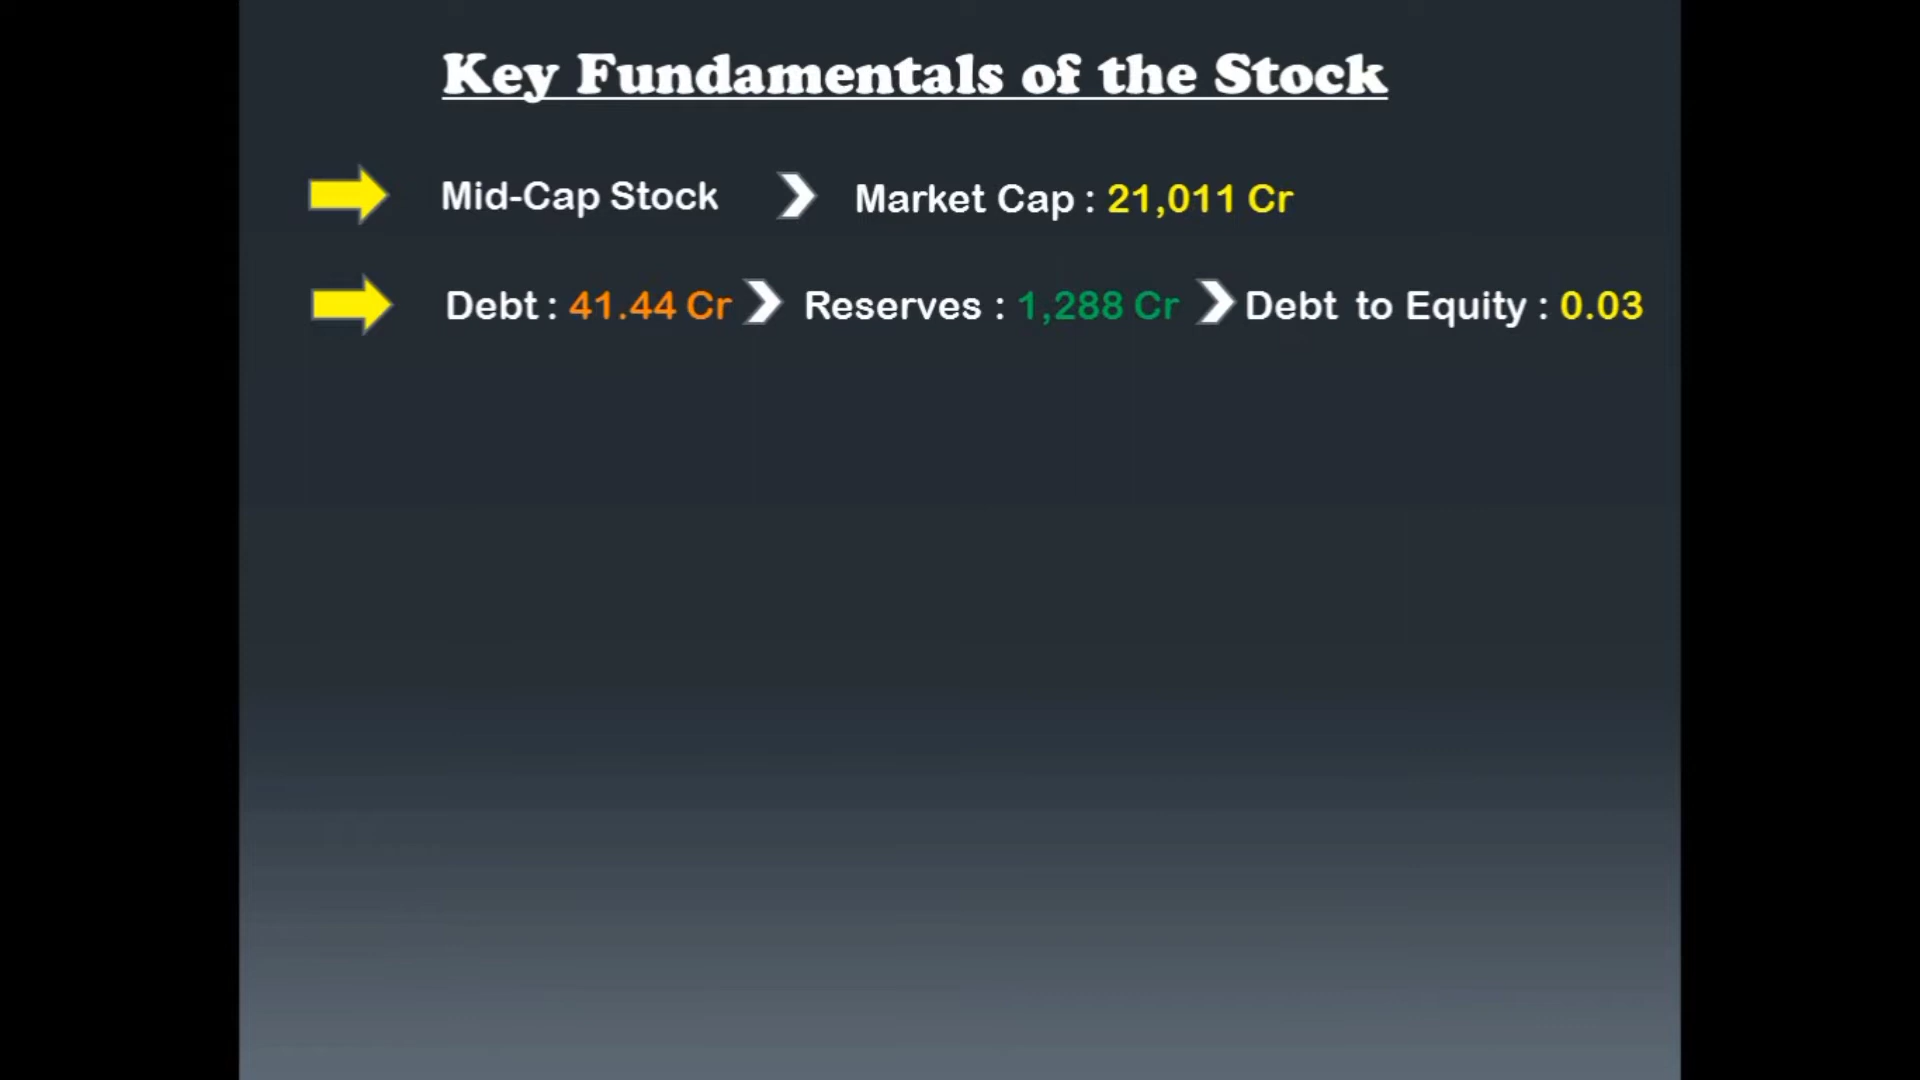 Key Fundamentals of the Stock
Mid-Cap Stock Market Cap : 21,011 Cr
Debt : 41.44 Cr Reserves : 1,288 Cr Debt to Equity : 0.03